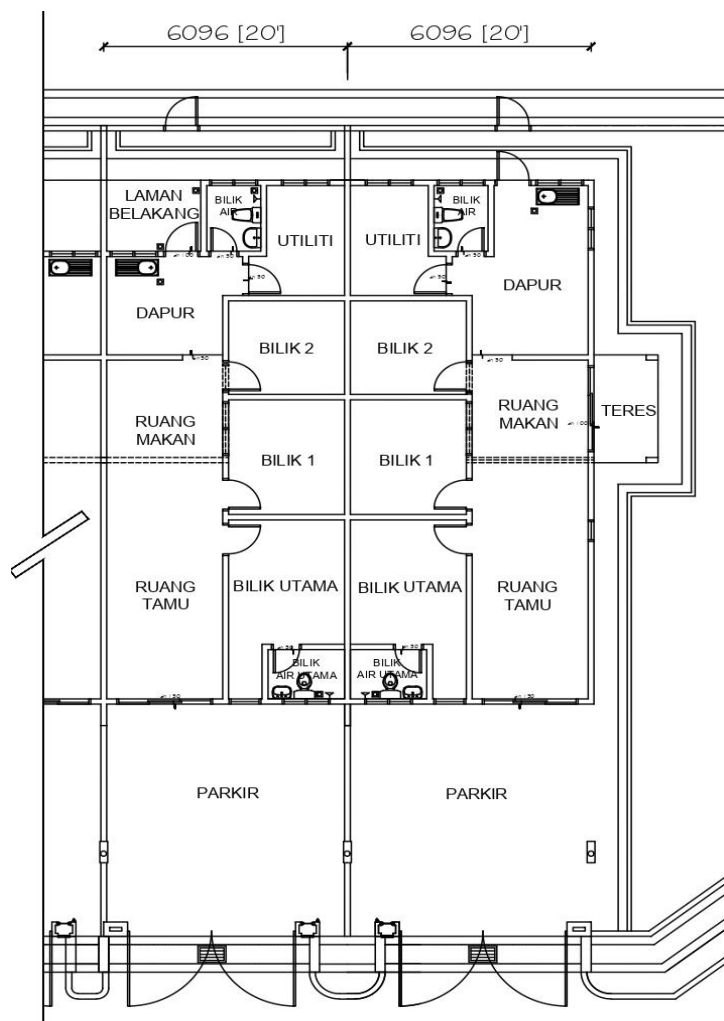 6096 [20']
6096 [20']
LAMAN
BELAKANG
BILIK
AIR
UTILITI
UTILITI
BILIK
AIR
DAPUR
DAPUR
BILIK 2
BILIK 2
RUANG
MAKAN
RUANG
MAKAN
TERES
BILIK 1
BILIK 1
RUANG
TAMU
BILIK UTAMA
BILIK UTAMA
RUANG
TAMU
BILIK
AIR UTAMA
BILIK
AIR UTAMA
PARKIR
PARKIR